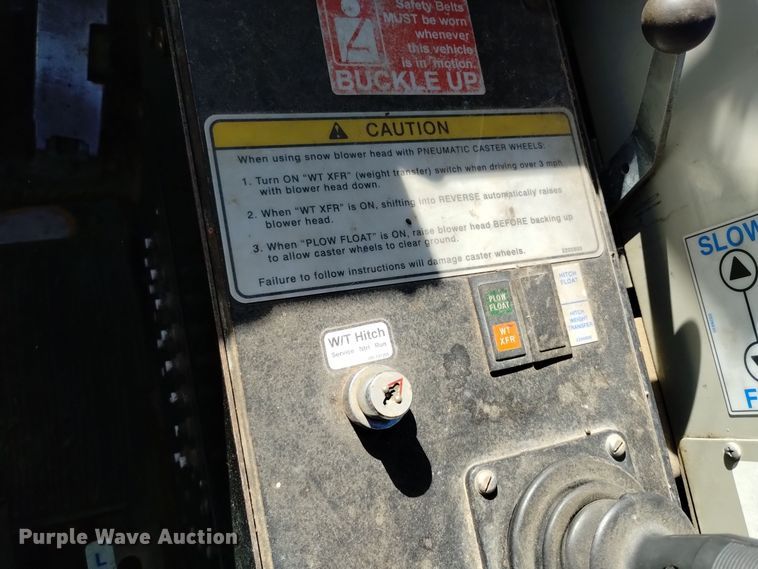 Safety Belts
MUST be worn
whenever
this vehicle
is in motion.
BUCKLE UP
CAUTION
When using snow blower head with PNEUMATIC CASTER WHEELS:
1. Turn ON "WT XFR" (weight transfer) switch when driving over 3 mph
with blower head down.
2. When "WT XFR" is ON, shifting into REVERSE automatically raises
blower head.
3. When "PLOW FLOAT" is ON, raise blower head BEFORE backing up
to allow caster wheels to clear ground.
Failure to follow instructions will damage caster wheels.
PLOW
FLOAT
WT
XFR
HITCH
FLOAT
HITCH
WEIGHT
TRANSFER
W/T Hitch
Service Ntrl Run
SLOW
F
L
Purple Wave Auction